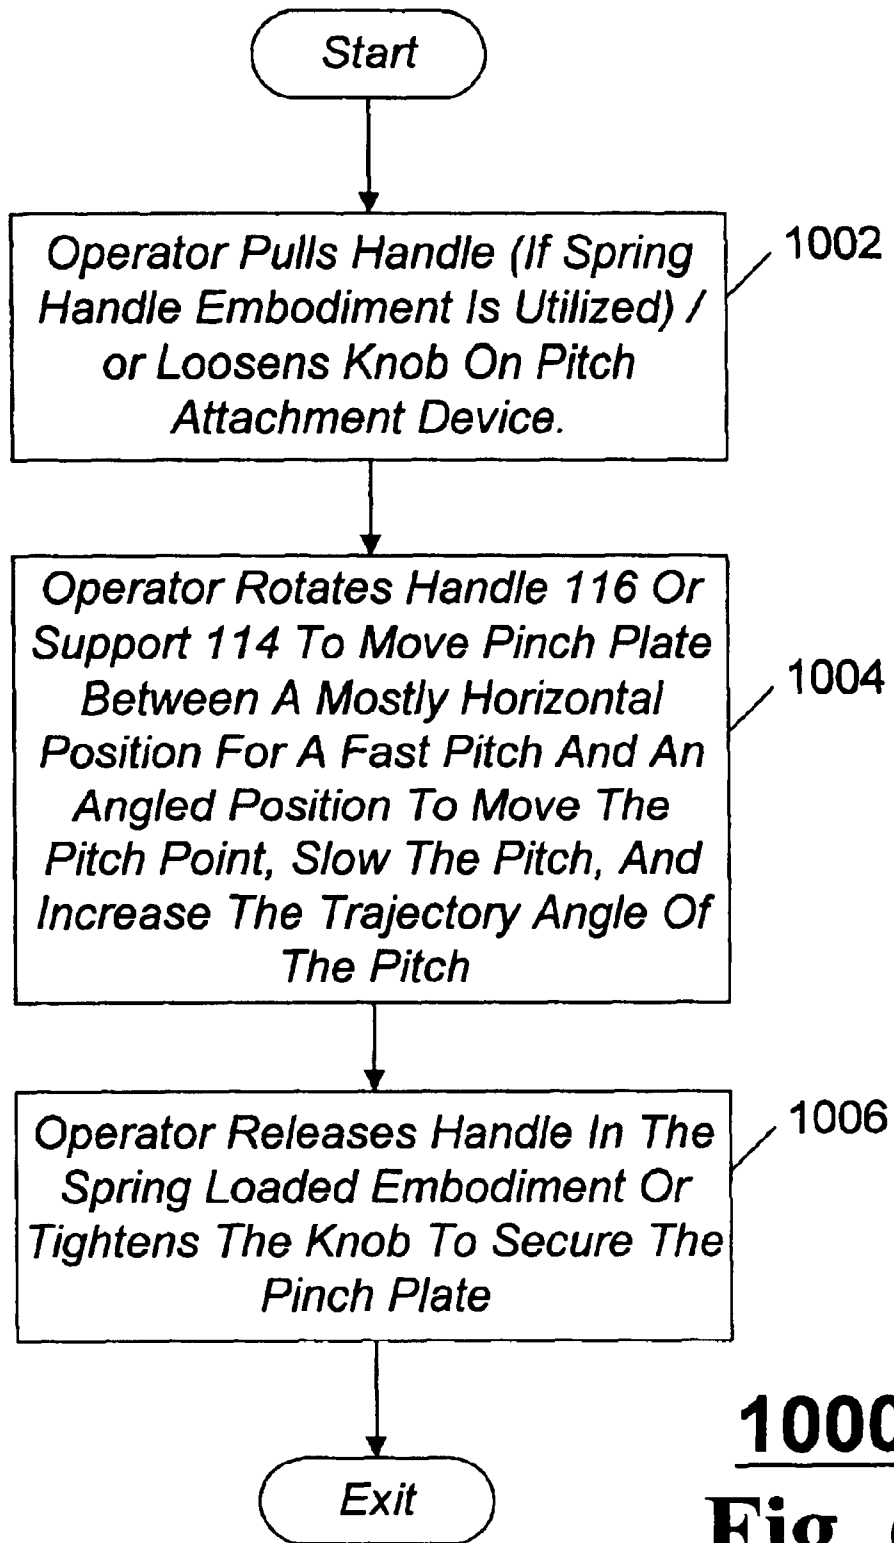 Start
Operator Pulls Handle (If Spring
Handle Embodiment Is Utilized) /
or Loosens Knob On Pitch
Attachment Device.
1002
Operator Rotates Handle 116 Or
Support 114 To Move Pinch Plate
Between A Mostly Horizontal
Position For A Fast Pitch And An
Angled Position To Move The
Pitch Point, Slow The Pitch, And
Increase The Trajectory Angle Of
The Pitch
1004
Operator Releases Handle In The
Spring Loaded Embodiment Or
Tightens The Knob To Secure The
Pinch Plate
1006
Exit
1000
Fig.